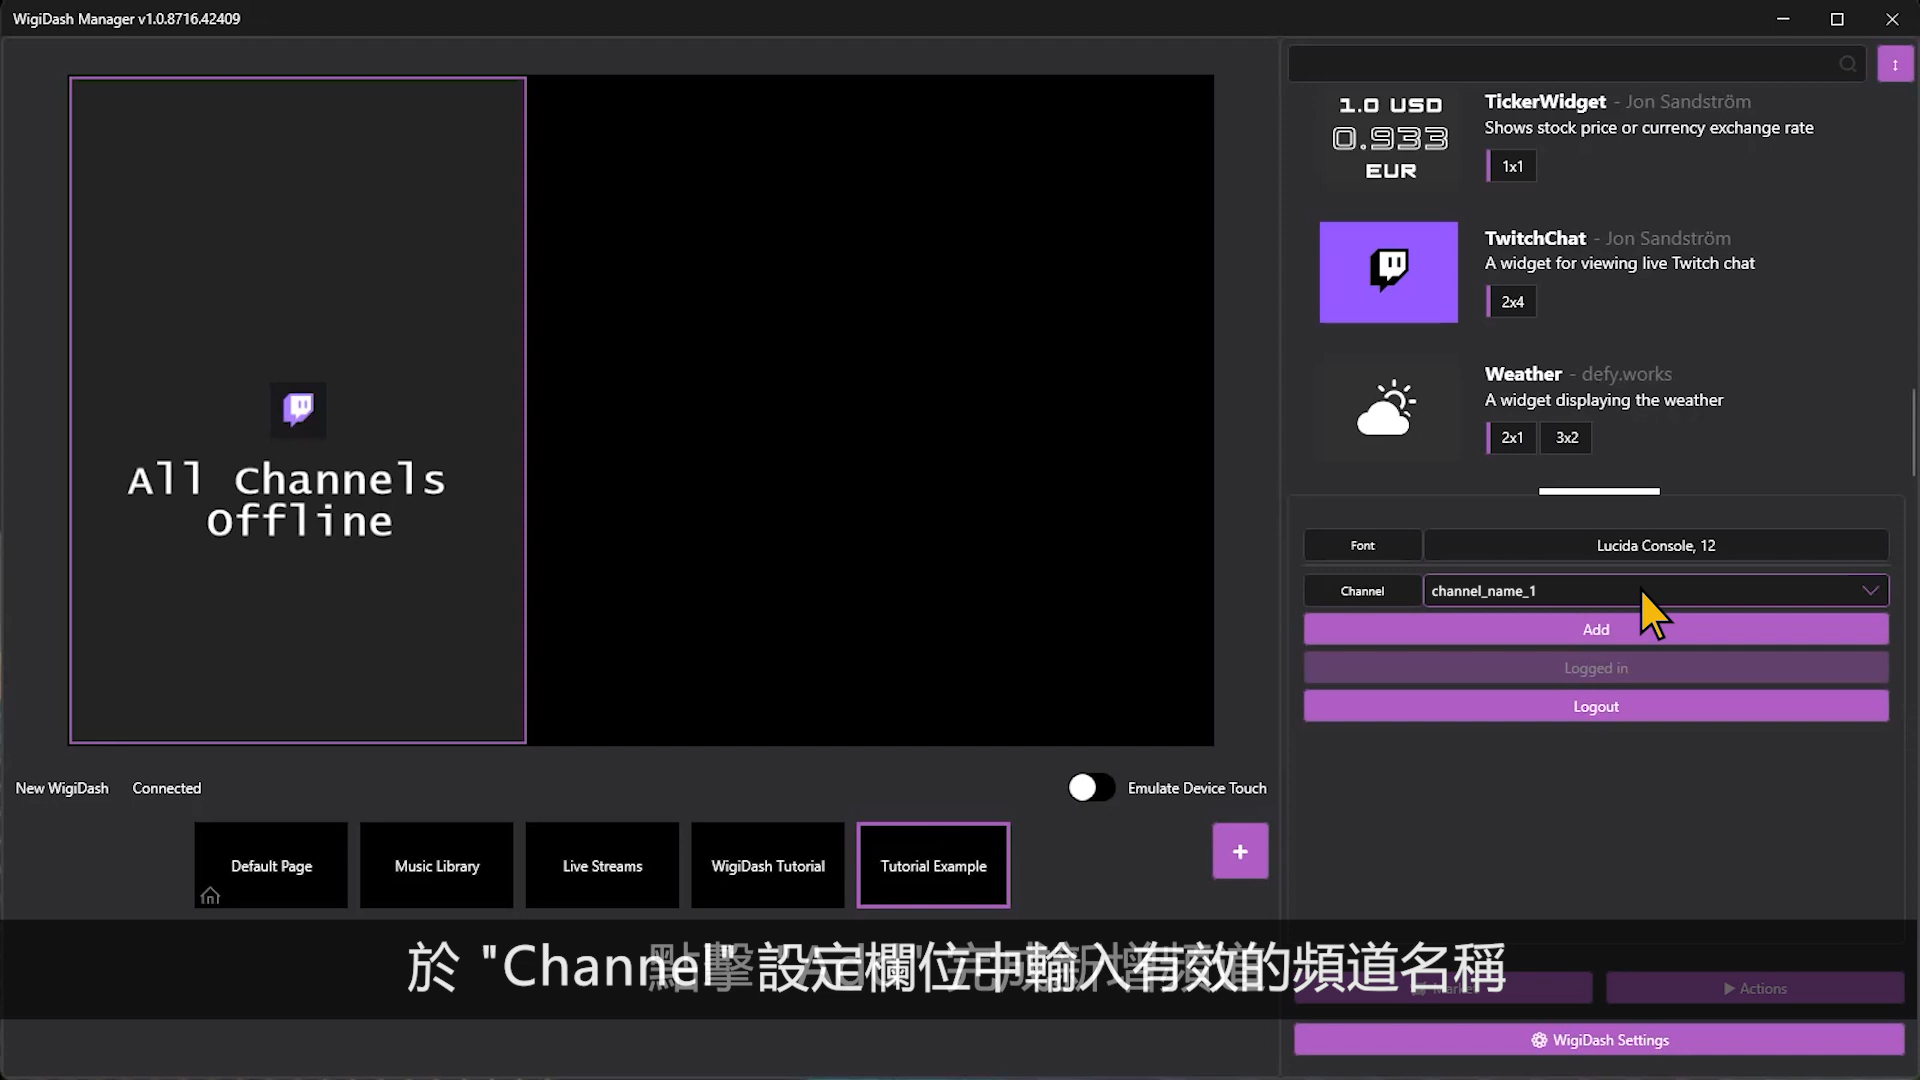 WigiDash Manager v1.0.8716.42409
All Channels
Offline
New WigiDash
Connected
Emulate Device Touch
Default Page
Music Library
Live Streams
WigiDash Tutorial
Tutorial Example
+
1.0 USD
0.933
EUR
TickerWidget - Jon Sandström
Shows stock price or currency exchange rate
1x1
TwitchChat - Jon Sandström
A widget for viewing live Twitch chat
2x4
Weather - defy.works
A widget displaying the weather
2x1
3x2
Font
Lucida Console, 12
Channel
channel_name_1
Add
Logged in
Logout
Actions
WigiDash Settings
於 "Channel" 設定欄位中輸入有效的頻道名稱